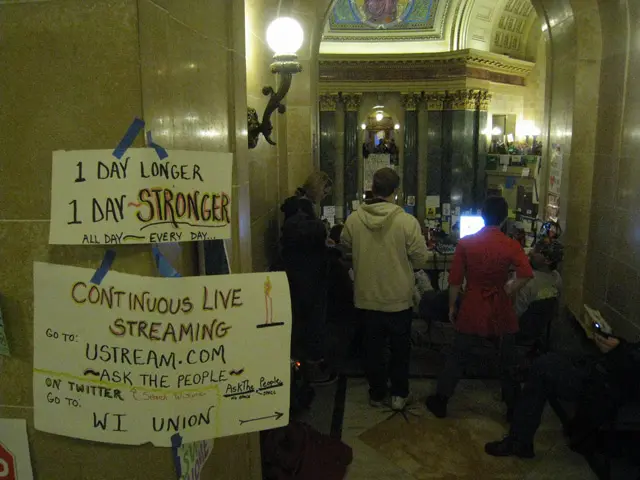 1 DAY LONGER
1 DAY ~ STRONGER
ALL DAY — EVERY DAY...
CONTINUOUS LIVE
STREAMING
GO TO:
USTREAM.COM
~ASK THE PEOPLE~
ON TWITTER
GO TO:
WI UNION
Ask The People